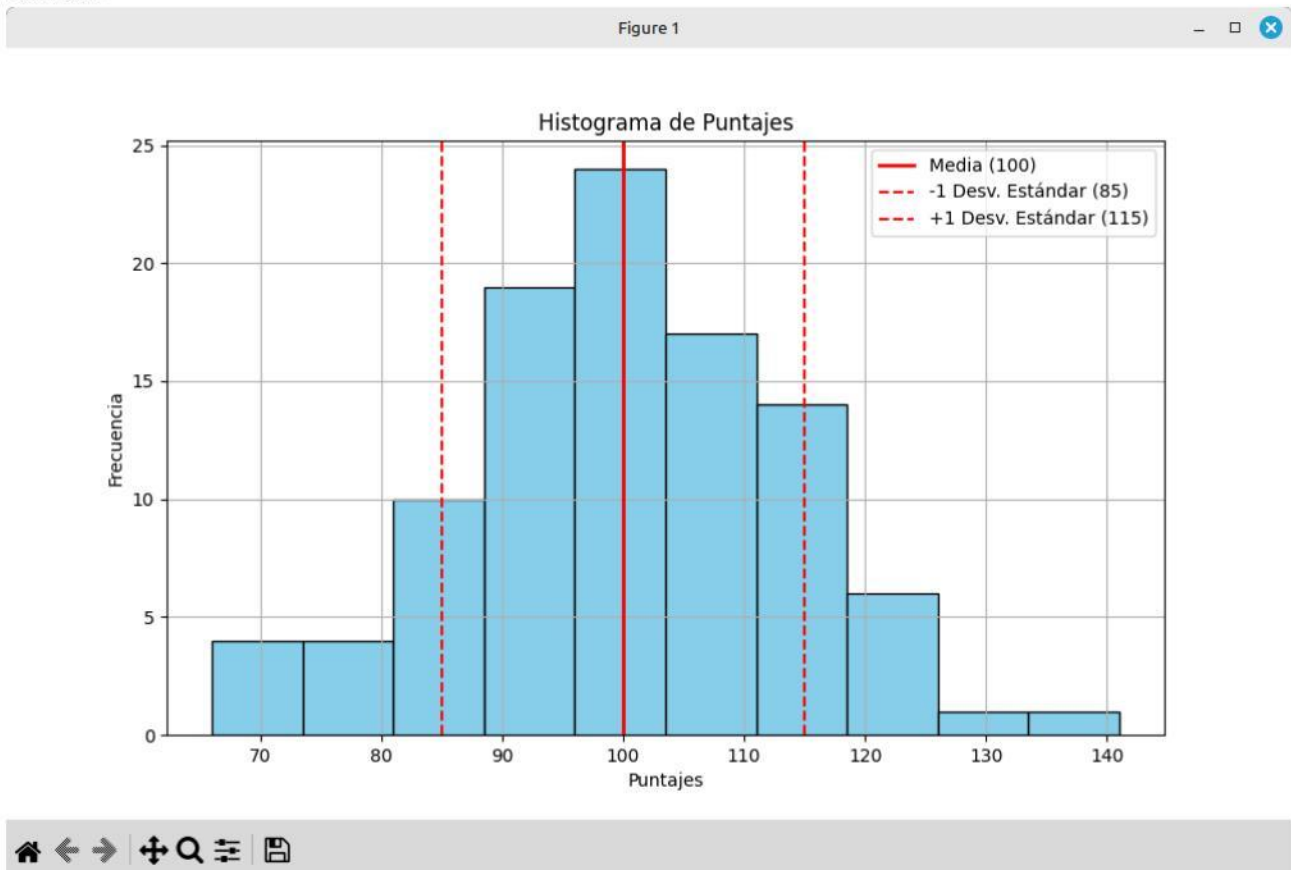 Figure 1
Histograma de Puntajes
Media (100)
-1 Desv. Estándar (85)
+1 Desv. Estándar (115)
25
20
15
10
5
0
Frecuencia
70 80 90 100 110 120 130 140
Puntajes